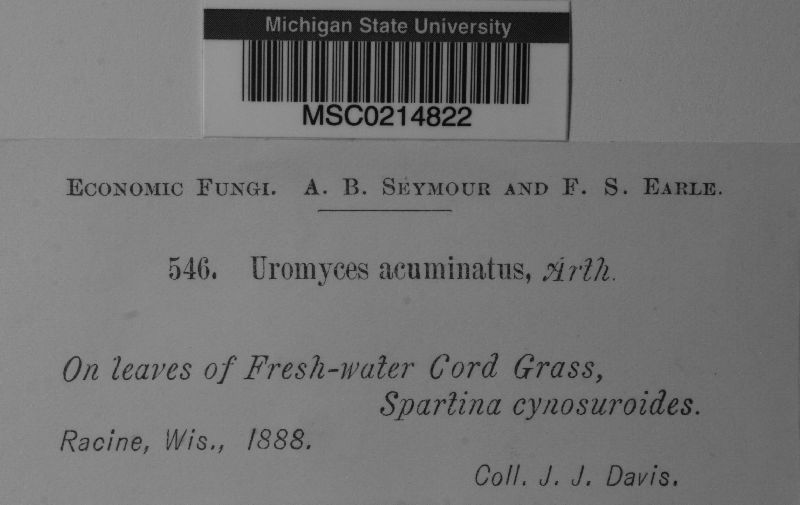 Michigan State University
MSC0214822
Economic Fungi. A. B. Seymour and F. S. Earle.
546. Uromyces acuminatus, Arth.
On leaves of Fresh-water Cord Grass,
Spartina cynosuroides.
Racine, Wis., 1888.
Coll. J. J. Davis.